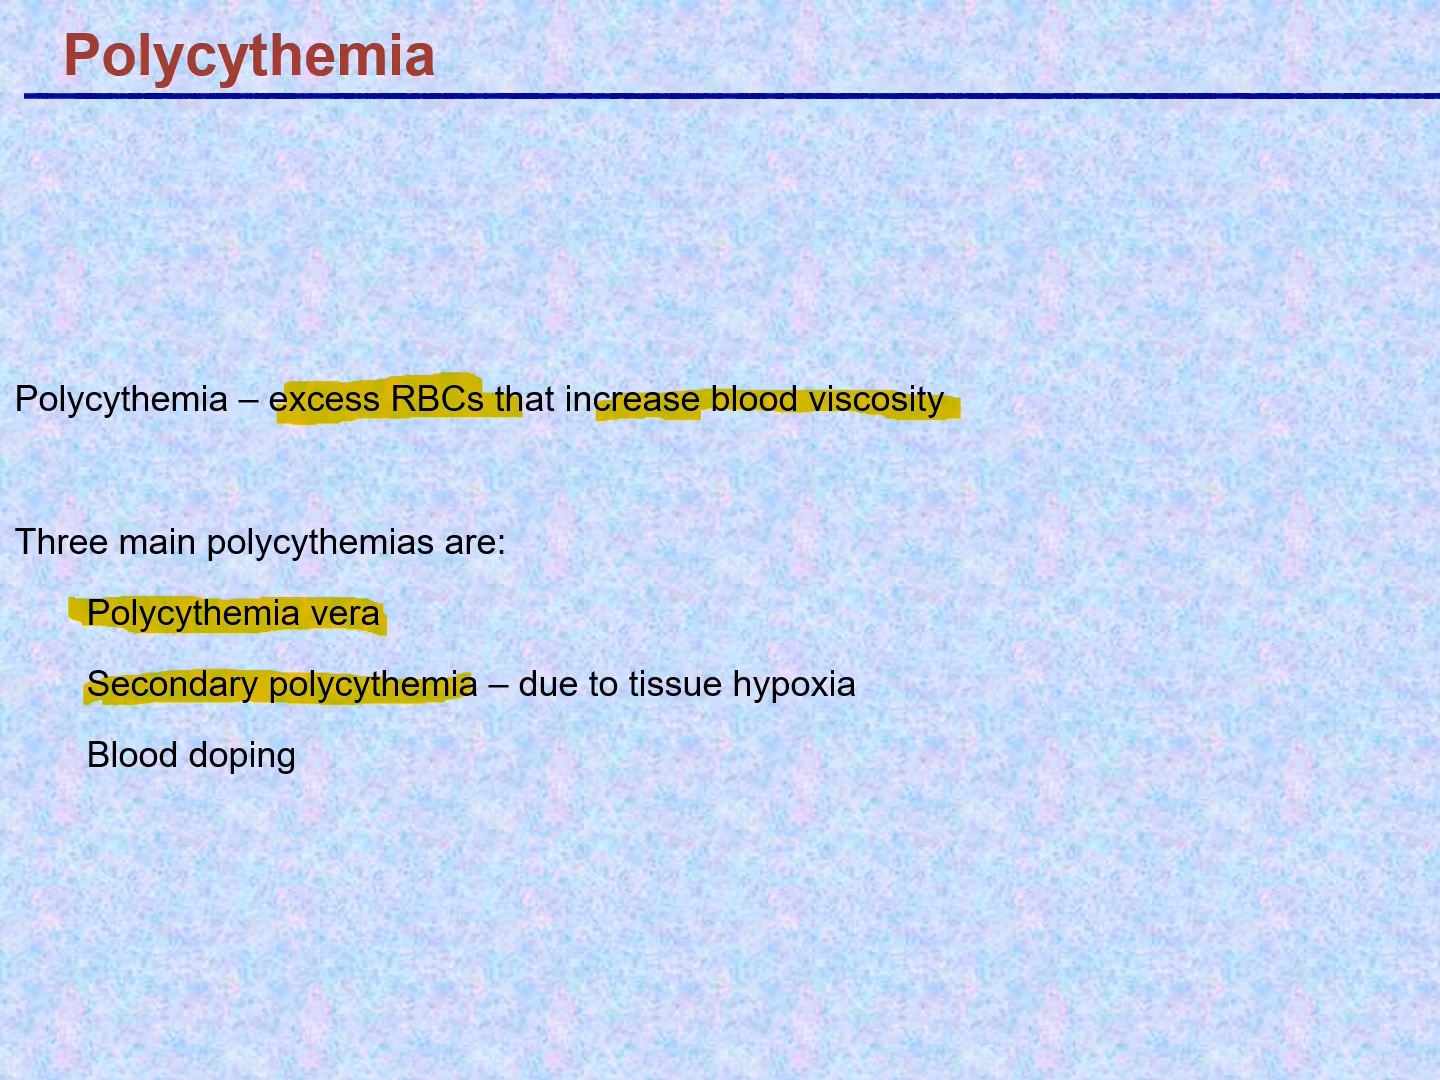 Polycythemia
Polycythemia – excess RBCs that increase blood viscosity
Three main polycythemias are:
Polycythemia vera
Secondary polycythemia – due to tissue hypoxia
Blood doping